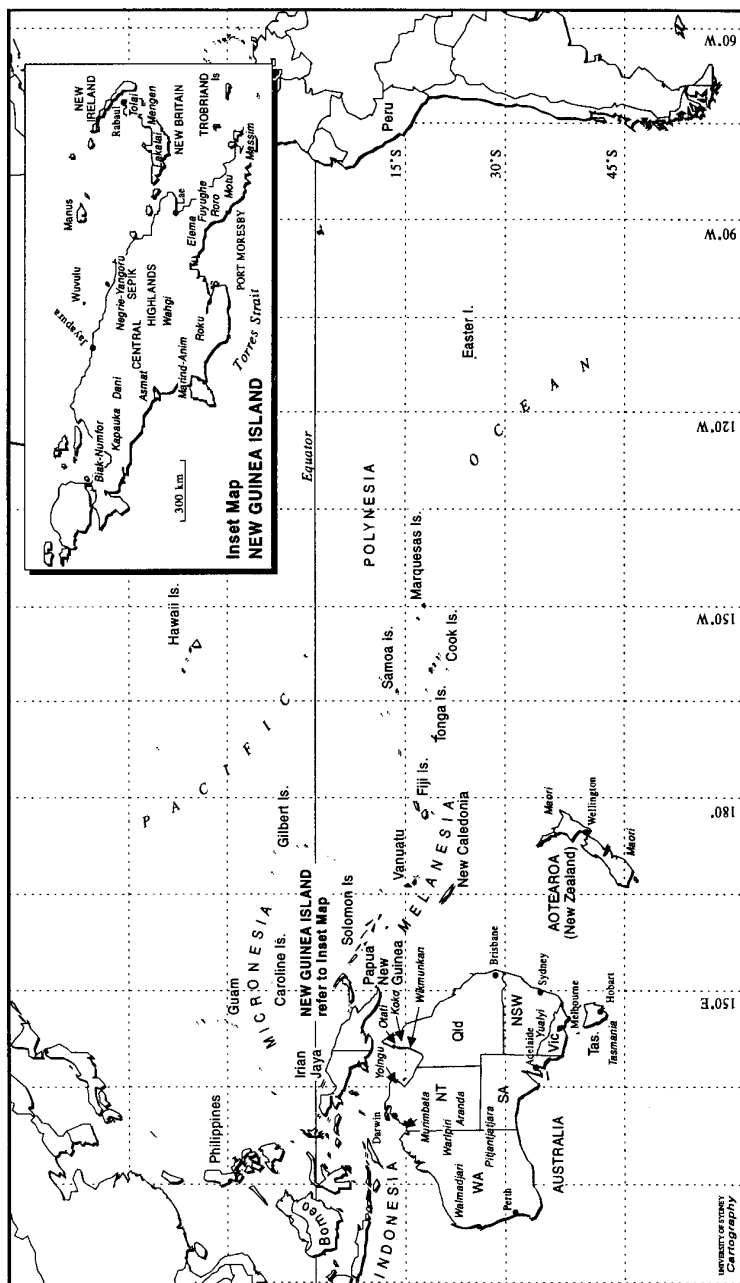 Philippines
Guam
MICRONESIA
Caroline Is.
Gilbert Is.
PACIFIC
Hawaii Is.
Borneo
INDONESIA
Irian
Jaya
NEW GUINEA ISLAND
refer to Inset Map
Papua
New
Guinea
Solomon Is
MELANESIA
Vanuatu
Fiji Is.
New Caledonia
Tonga Is.
Samoa Is.
Cook Is.
Marquesas Is.
POLYNESIA
Equator
OCEAN
Easter I.
Peru
Darwin
Yolngu
Otati
Koko
Wikmunkan
Murimbata
Warlpiri
Walmadjari
Aranda
Pitjantjatjara
NT
WA
SA
Qld
NSW
Vic
Tas.
Yualyi
Perth
Adelaide
Brisbane
Sydney
Melbourne
Hobart
Tasmania
AUSTRALIA
AOTEAROA
(New Zealand)
Maori
Wellington
Maori
15°S
30°S
45°S
150°E
180°
150°W
120°W
90°W
60°W
Inset Map
NEW GUINEA ISLAND
300 km
Biak-Numfor
Kapauka
Dani
Asmat
Marind-Anim
Jayapura
Wuvulu
Manus
Negrie-Yangoru
SEPIK
CENTRAL
HIGHLANDS
Wahgi
Roku
Torres Strait
PORT MORESBY
Elema
Fuyughe
Roro
Motu
Massim
Lae
NEW
IRELAND
Rabaul
Tolai
Mengen
Lakalai
NEW BRITAIN
TROBRIAND
Is
UNIVERSITY OF SYDNEY
Cartography